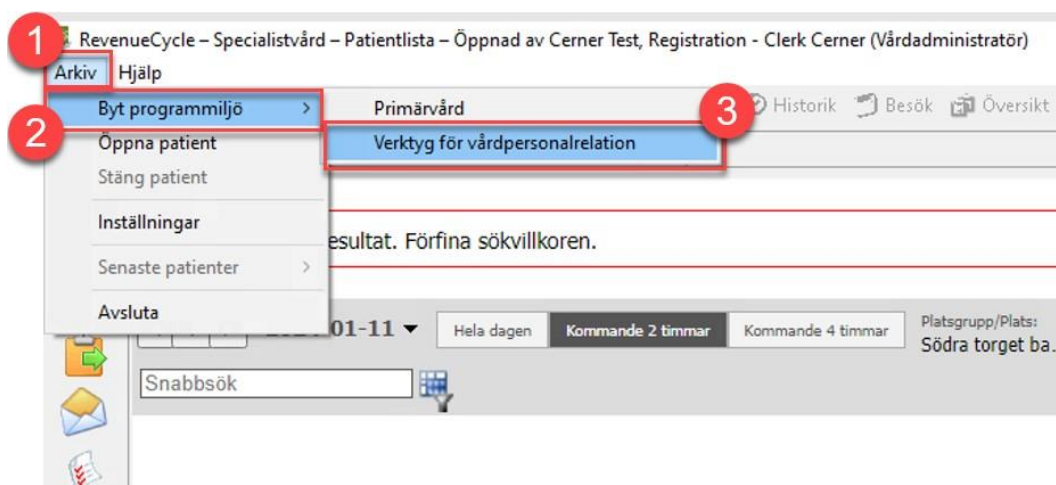 1
RevenueCycle – Specialistvård – Patientlista – Öppnad av Cerner Test, Registration - Clerk Cerner (Vårdadministratör)
Arkiv Hjälp
2
Byt programmiljö >
Öppna patient
Stäng patient
Inställningar
Senaste patienter >
Avsluta
Primärvård
3
Verktyg för vårdpersonalrelation
Historik Besök Översikt
esultat. Förfina sökvillkoren.
01-11 Hela dagen Kommande 2 timmar Kommande 4 timmar
Platsgrupp/Plats:
Södra torget ba...
Snabbsök